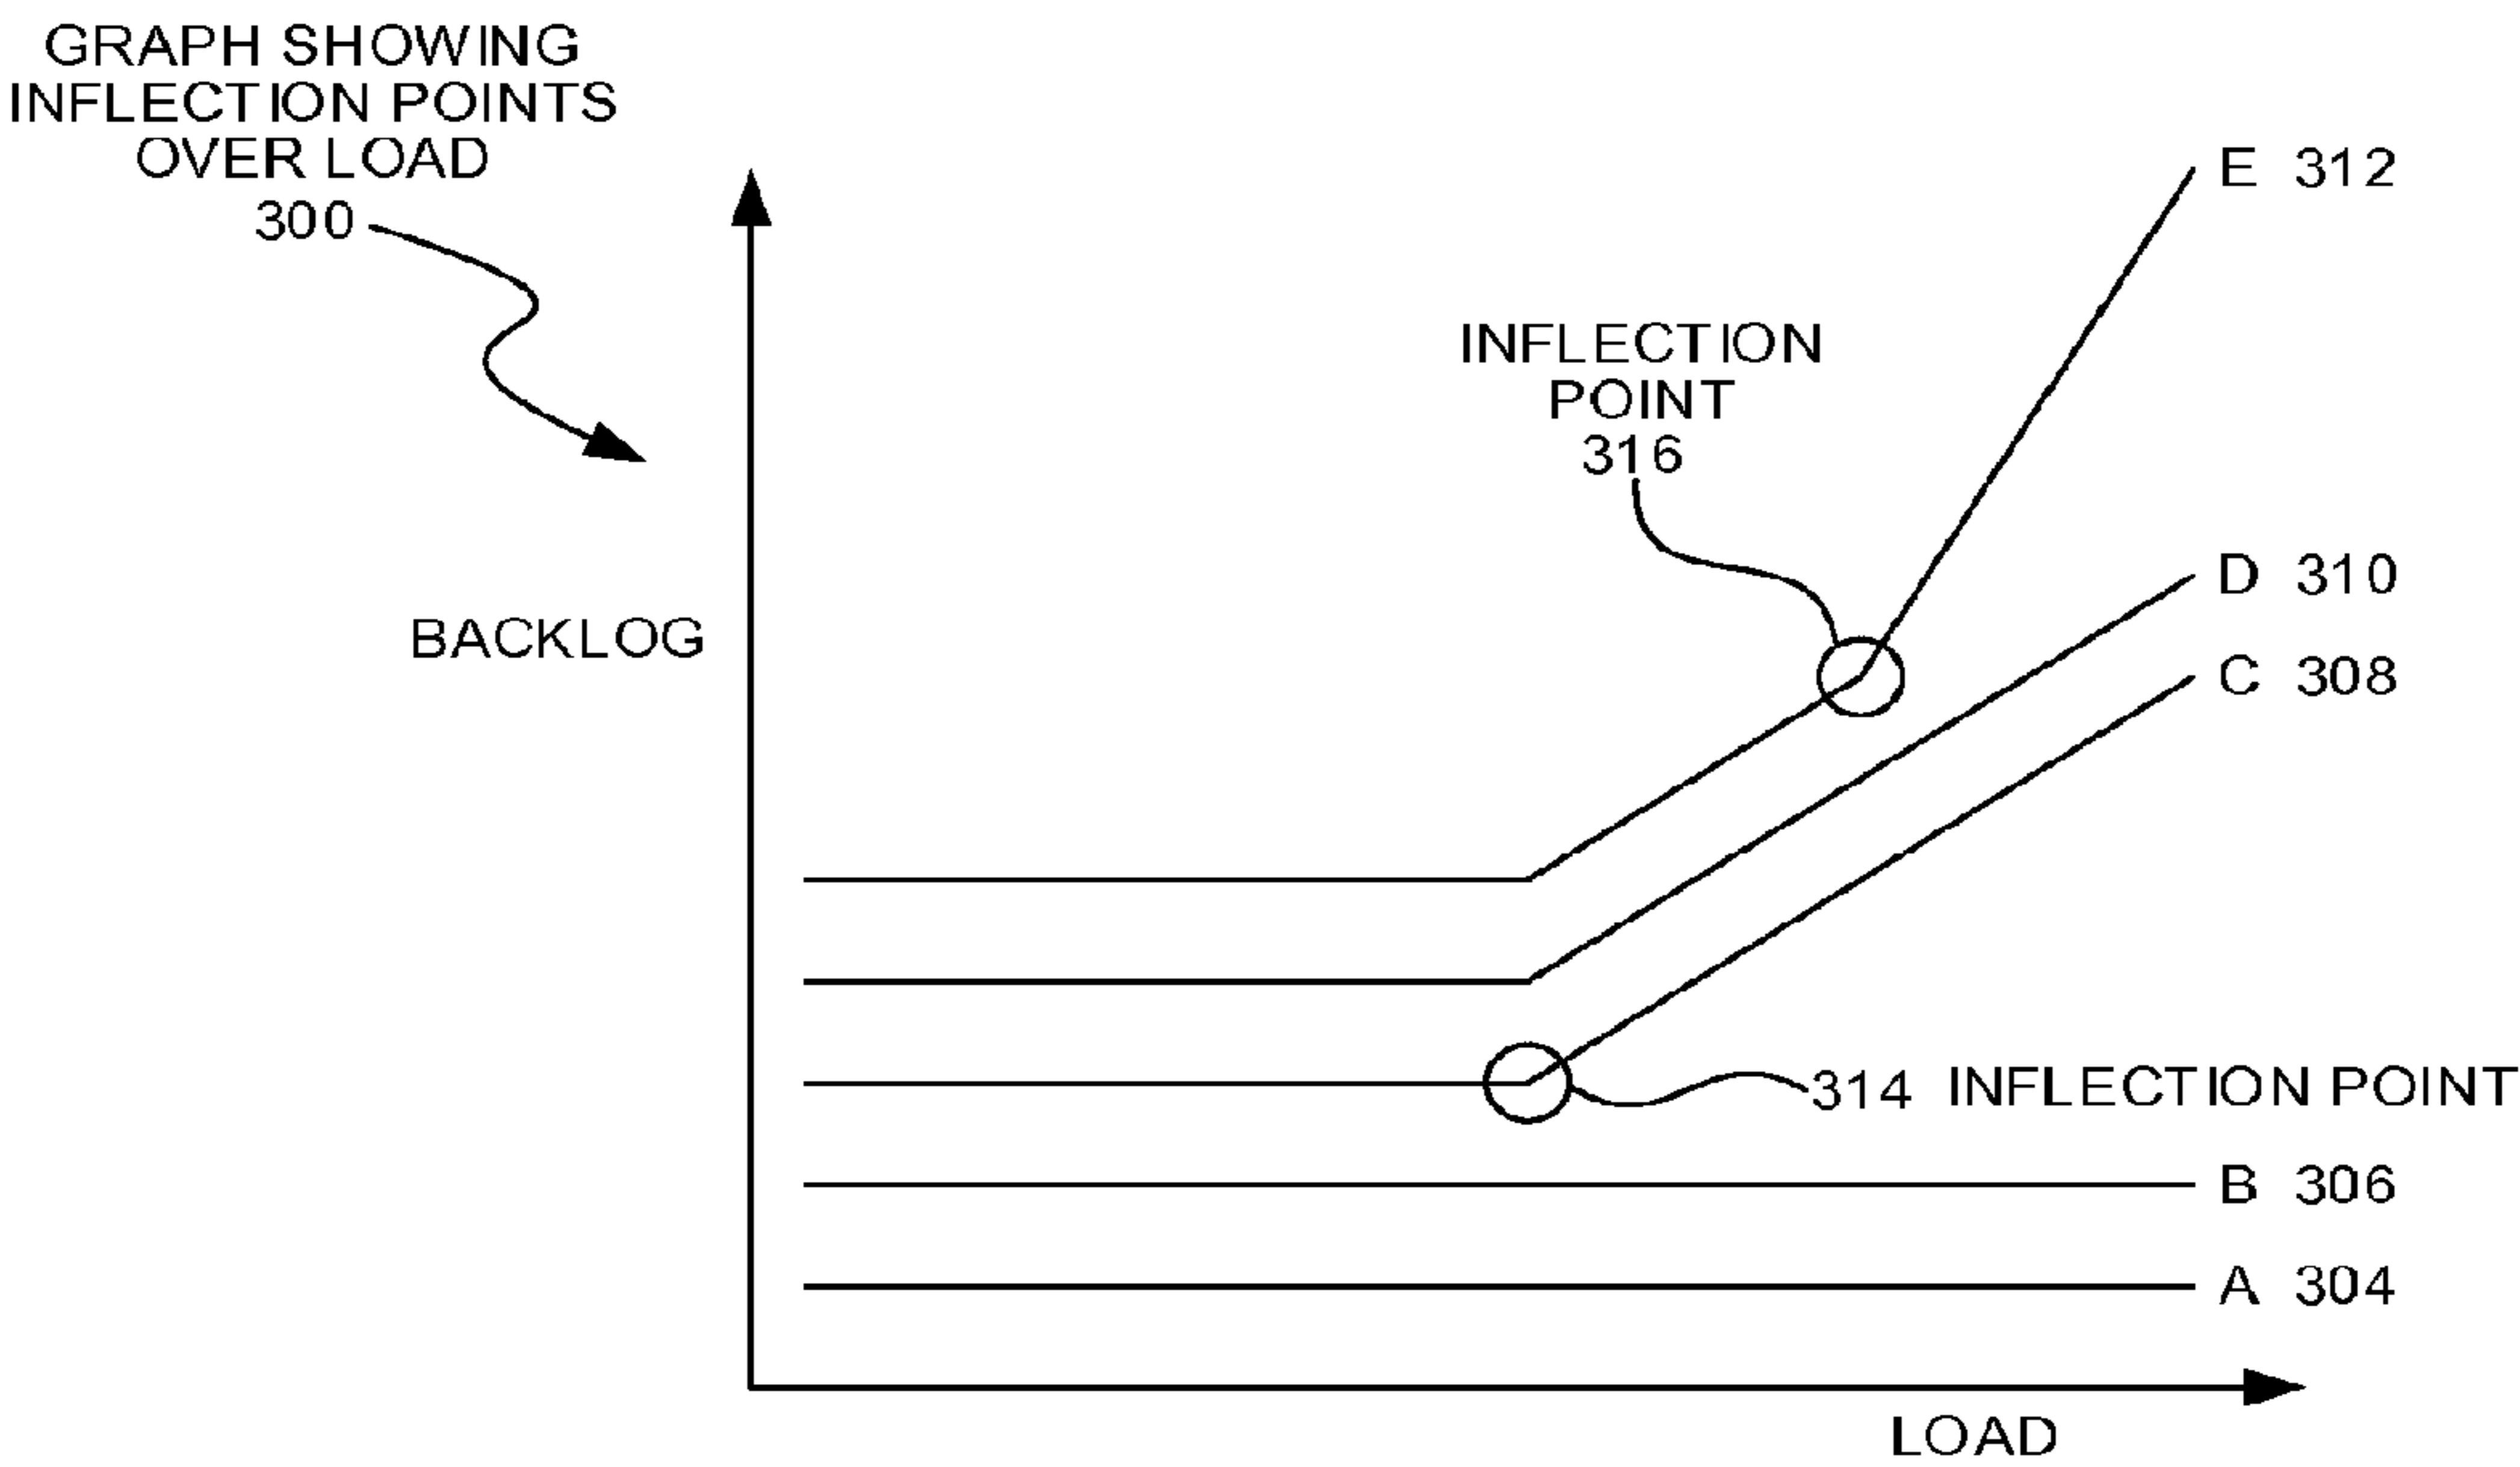 GRAPH SHOWING
INFLECTION POINTS
OVER LOAD
300
E 312
INFLECTION
POINT
316
D 310
BACKLOG
C 308
314 INFLECTION POINT
B 306
A 304
LOAD